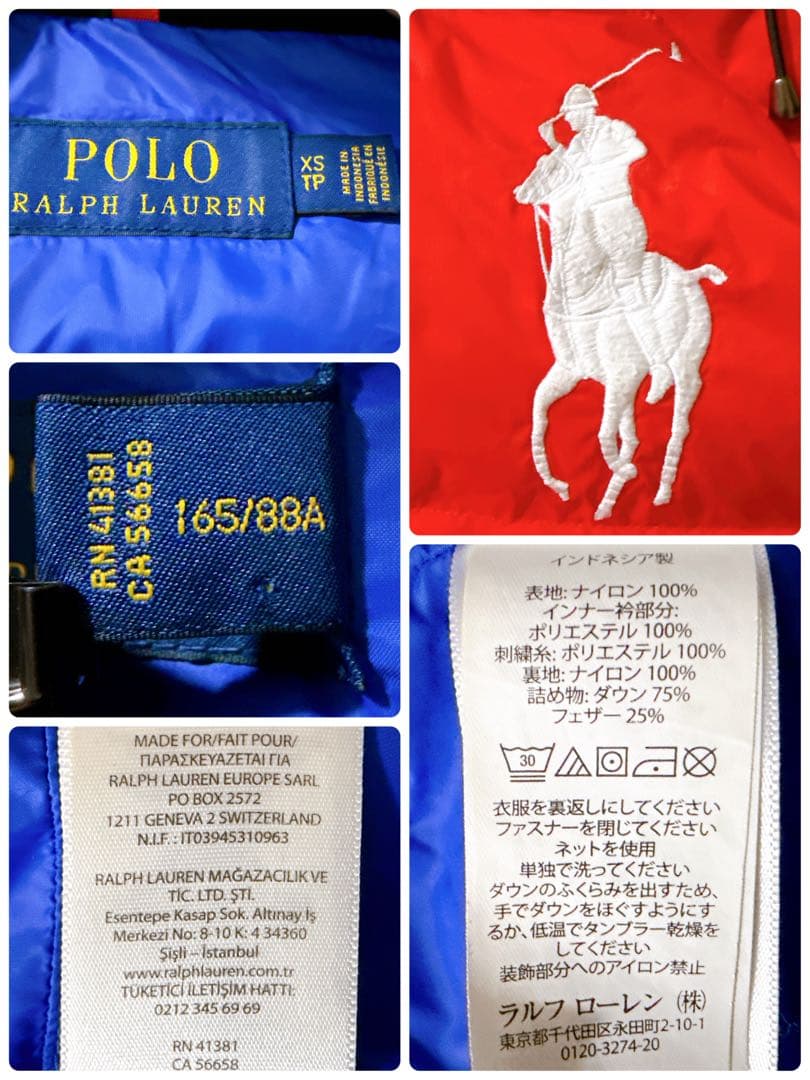 POLO
RALPH LAUREN
XS
TP
MADE IN
INDONESIA
FABRIQUÉ EN
INDONÉSIE
RN 41381
CA 56658
165/88A
MADE FOR/FAIT POUR/
ΠΑΡΑΣΚΕΥΑΖΕΤΑΙ ΓΙΑ
RALPH LAUREN EUROPE SARL
PO BOX 2572
1211 GENEVA 2 SWITZERLAND
N.I.F. : IT03945310963
RALPH LAUREN MAĞAZACILIK VE
TİC. LTD. ŞTİ.
Esentepe Kasap Sok. Altınay İş
Merkezi No: 8-10 K: 4 34360
Şişli – İstanbul
www.ralphlauren.com.tr
TÜKETİCİ İLETİŞİM HATTI:
0212 345 69 69
RN 41381
CA 56658
インドネシア製
表地: ナイロン 100%
インナー衿部分:
ポリエステル 100%
刺繍糸: ポリエステル 100%
裏地: ナイロン 100%
詰め物: ダウン 75%
フェザー 25%
30
衣服を裏返しにしてください
ファスナーを閉じてください
ネットを使用
単独で洗ってください
ダウンのふくらみを出すため、
手でダウンをほぐすようにす
るか、低温でタンブラー乾燥を
してください
装飾部分へのアイロン禁止
ラルフ ローレン (株)
東京都千代田区永田町2-10-1
0120-3274-20